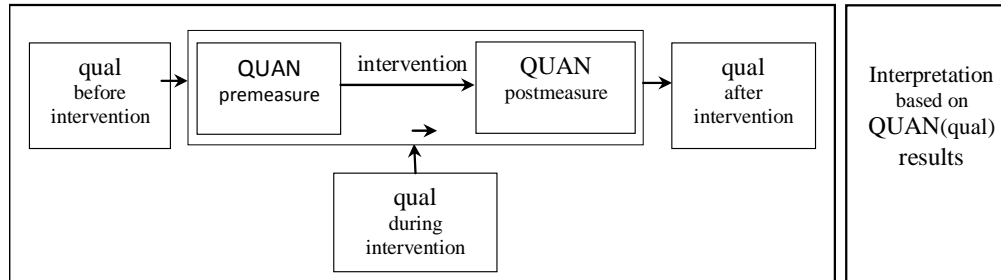 qual
before
intervention
QUAN
premeasure
intervention
QUAN
postmeasure
qual
after
intervention
qual
during
intervention
Interpretation
based on
QUAN(qual)
results